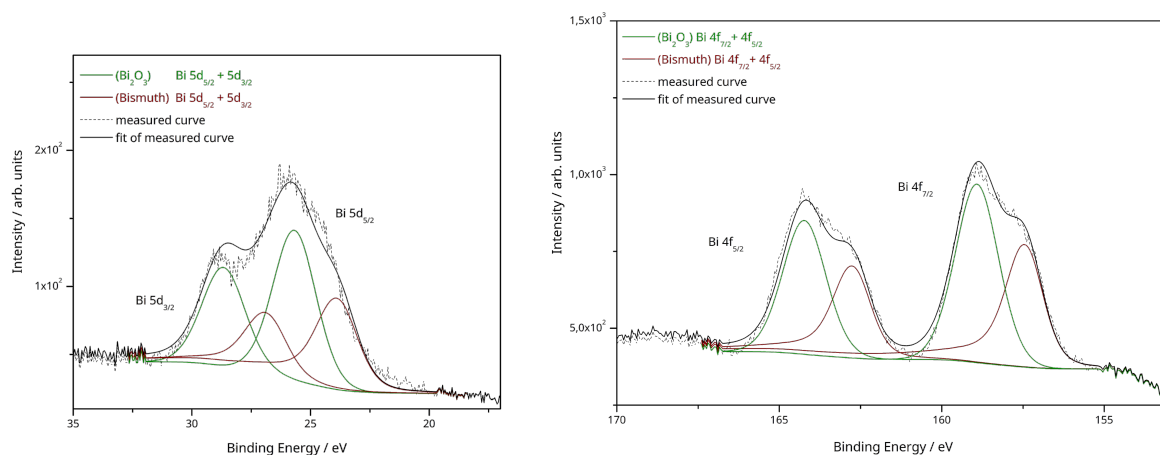 (Bi₂O₃) Bi 5d₅/₂ + 5d₃/₂
(Bismuth) Bi 5d₅/₂ + 5d₃/₂
measured curve
fit of measured curve
2x10²
1x10²
Bi 5d₅/₂
Bi 5d₃/₂
Intensity / arb. units
35
30
25
20
Binding Energy / eV
1,5x10³
(Bi₂O₃) Bi 4f₇/₂ + 4f₅/₂
(Bismuth) Bi 4f₇/₂ + 4f₅/₂
measured curve
fit of measured curve
1,0x10³
5,0x10²
Bi 4f₇/₂
Bi 4f₅/₂
Intensity / arb. units
170
165
160
155
Binding Energy / eV